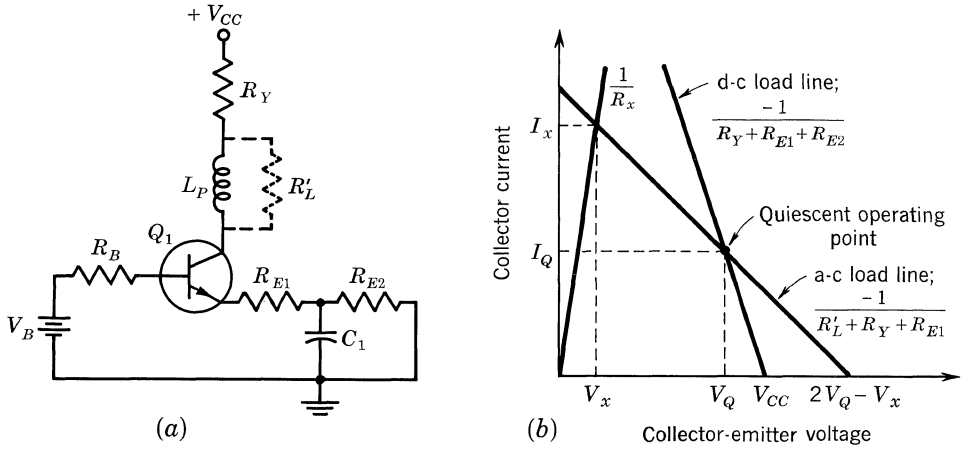 + V_CC
R_Y
L_P
R'_L
Q_1
R_B
R_E1
R_E2
V_B
C_1
(a)
Collector current
I_x
I_Q
1/R_x
d-c load line;
-1/(R_Y + R_E1 + R_E2)
Quiescent operating
point
a-c load line;
-1/(R'_L + R_Y + R_E1)
V_x
V_Q
V_CC
2V_Q - V_x
(b)
Collector-emitter voltage